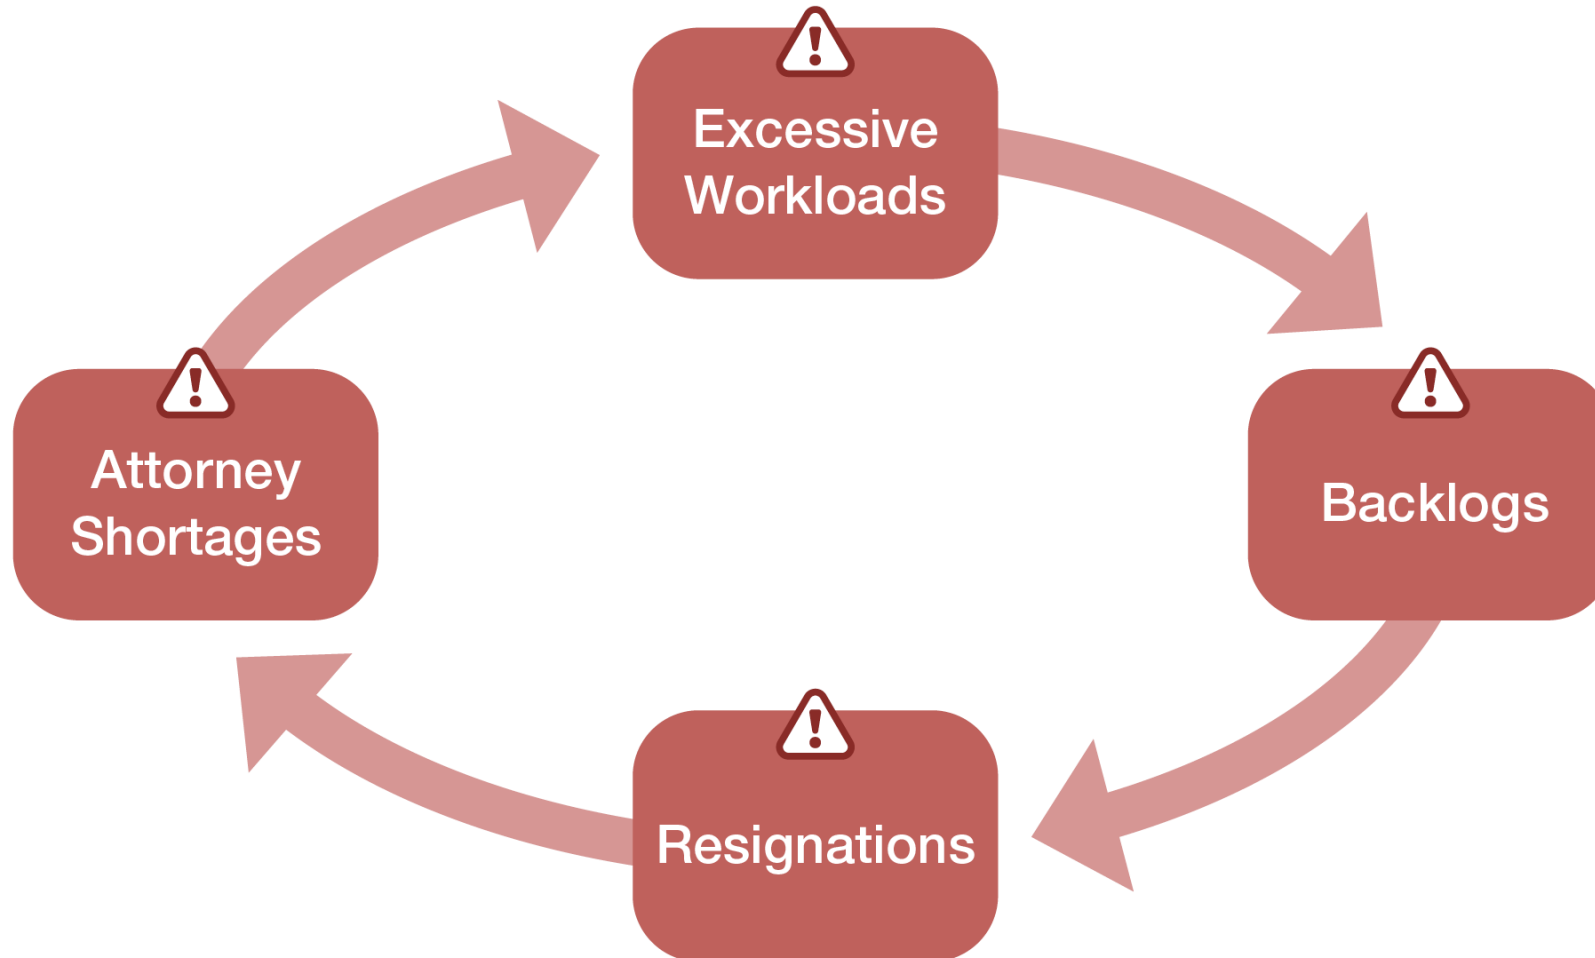 Excessive
Workloads
Attorney
Shortages
Backlogs
Resignations